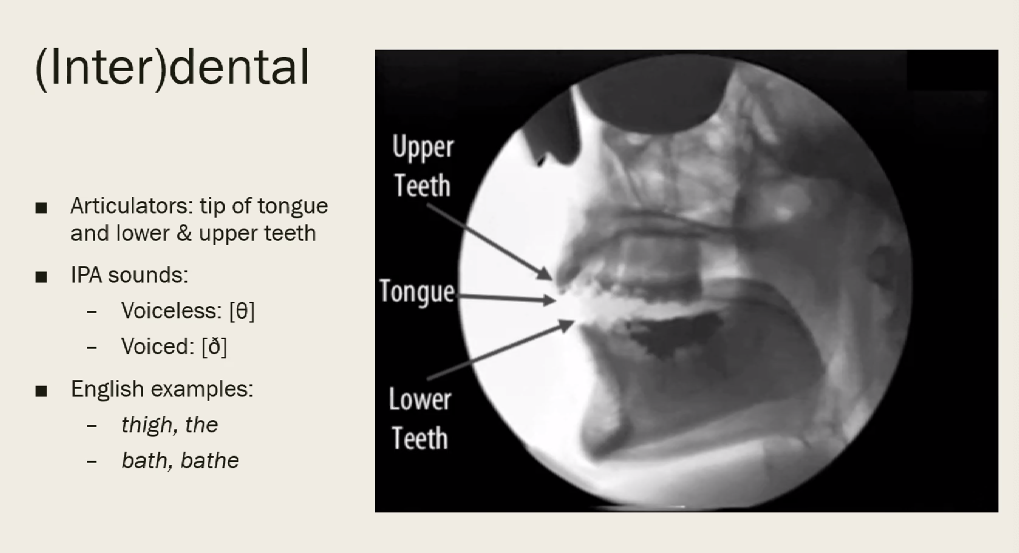 (Inter)dental
■ Articulators: tip of tongue
and lower & upper teeth
■ IPA sounds:
– Voiceless: [θ]
– Voiced: [ð]
■ English examples:
– thigh, the
– bath, bathe
Upper
Teeth
Tongue
Lower
Teeth